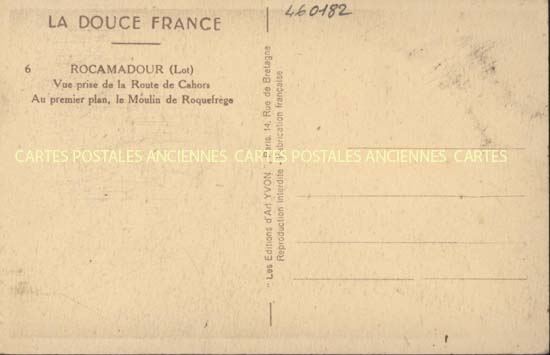 LA DOUCE FRANCE
460182
6 ROCAMADOUR (Lot)
Vue prise de la Route de Cahors
Au premier plan, le Moulin de Roquefrège
CARTES POSTALES ANCIENNES CARTES POSTALES ANCIENNES CARTES
"Les Editions d'Art YVON" - Paris, 14, Rue de Bretagne
Reproduction interdite - Fabrication française